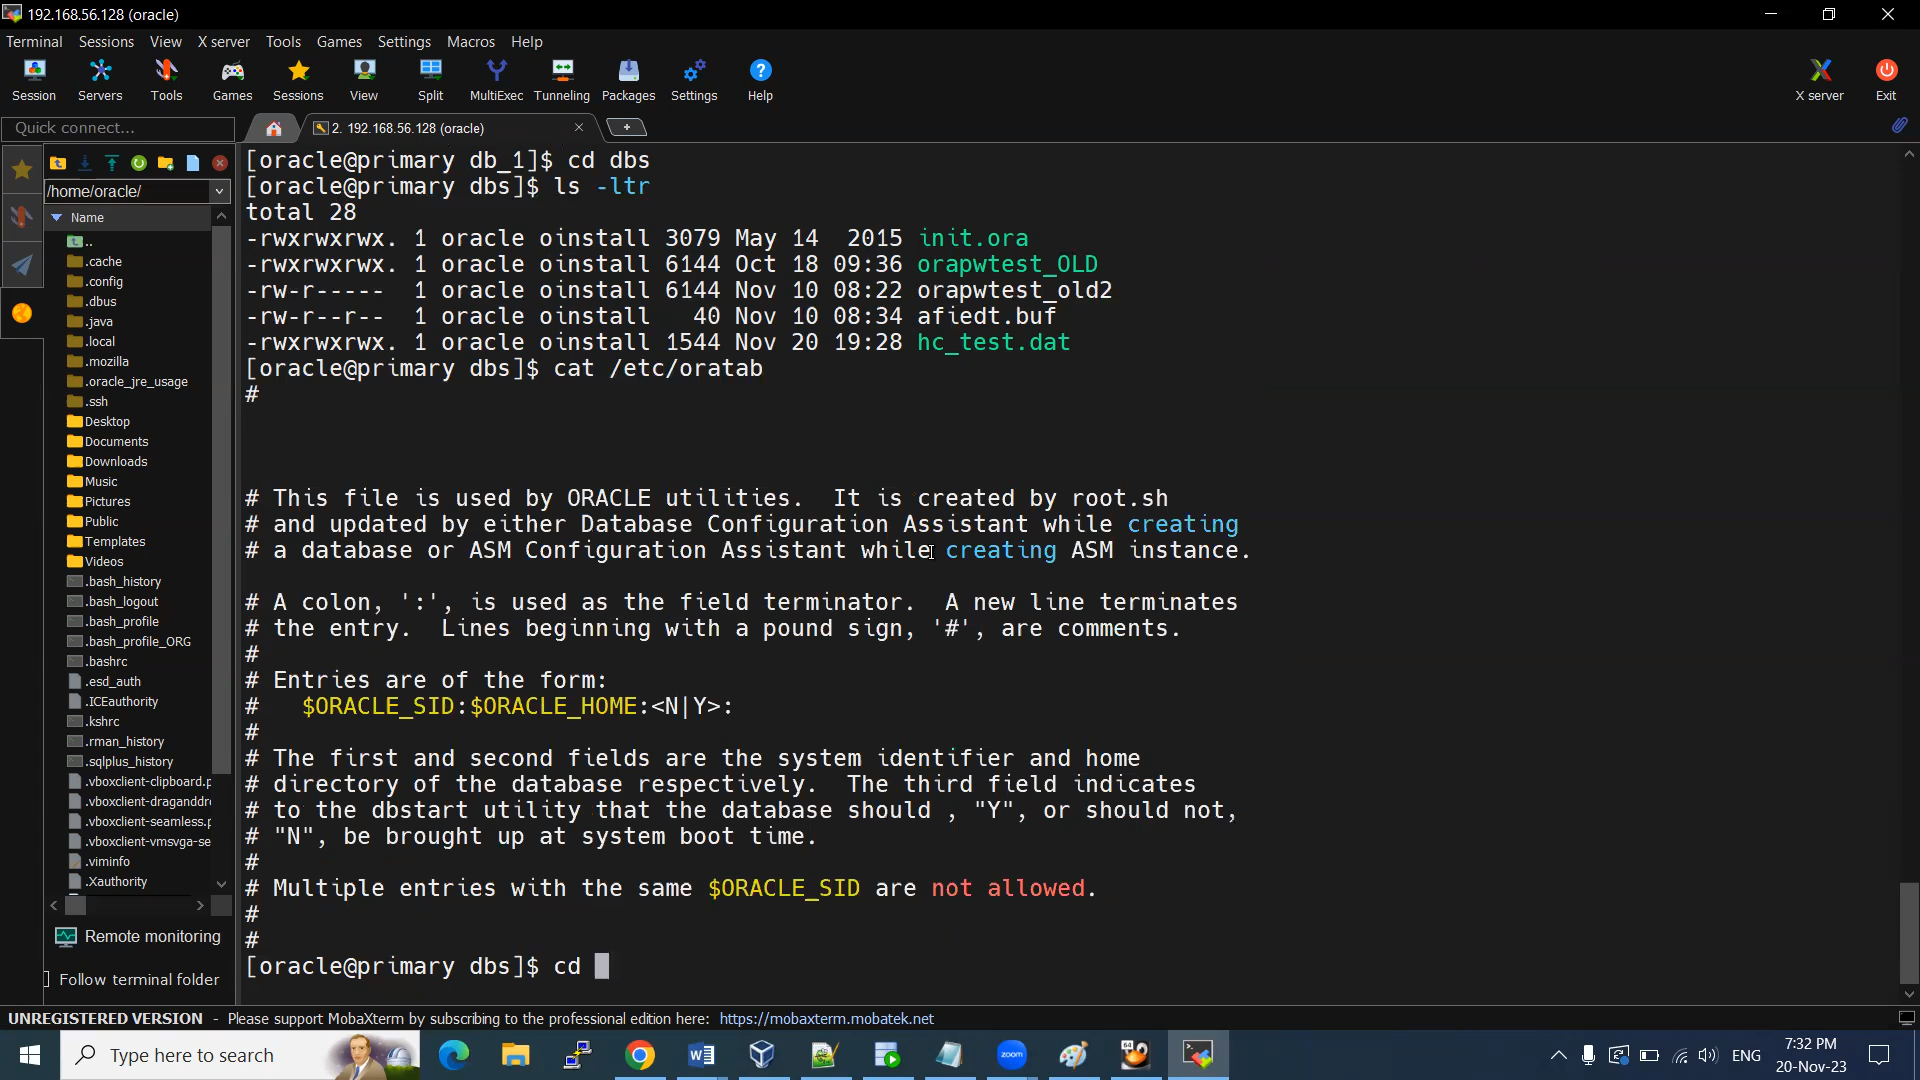 192.168.56.128 (oracle)
Terminal Sessions View X server Tools Games Settings Macros Help
Session Servers Tools Games Sessions View Split MultiExec Tunneling Packages Settings Help X server Exit
Quick connect...
2. 192.168.56.128 (oracle)
/home/oracle/
Name
..
.cache
.config
.dbus
.java
.local
.mozilla
.oracle_jre_usage
.ssh
Desktop
Documents
Downloads
Music
Pictures
Public
Templates
Videos
.bash_history
.bash_logout
.bash_profile
.bash_profile_ORG
.bashrc
.esd_auth
.ICEauthority
.kshrc
.rman_history
.sqlplus_history
.vboxclient-clipboard.p
.vboxclient-draganddr
.vboxclient-seamless.p
.vboxclient-vmsvga-se
.viminfo
.Xauthority
Remote monitoring
Follow terminal folder
[oracle@primary db_1]$ cd dbs
[oracle@primary dbs]$ ls -ltr
total 28
-rwxrwxrwx. 1 oracle oinstall 3079 May 14  2015 init.ora
-rwxrwxrwx. 1 oracle oinstall 6144 Oct 18 09:36 orapwtest_OLD
-rw-r-----  1 oracle oinstall 6144 Nov 10 08:22 orapwtest_old2
-rw-r--r--  1 oracle oinstall   40 Nov 10 08:34 afiedt.buf
-rwxrwxrwx. 1 oracle oinstall 1544 Nov 20 19:28 hc_test.dat
[oracle@primary dbs]$ cat /etc/oratab
#
# This file is used by ORACLE utilities.  It is created by root.sh
# and updated by either Database Configuration Assistant while creating
# a database or ASM Configuration Assistant while creating ASM instance.
# A colon, ':', is used as the field terminator.  A new line terminates
# the entry.  Lines beginning with a pound sign, '#', are comments.
#
# Entries are of the form:
#   $ORACLE_SID:$ORACLE_HOME:<N|Y>:
#
# The first and second fields are the system identifier and home
# directory of the database respectively.  The third field indicates
# to the dbstart utility that the database should , "Y", or should not,
# "N", be brought up at system boot time.
#
# Multiple entries with the same $ORACLE_SID are not allowed.
#
#
[oracle@primary dbs]$ cd
UNREGISTERED VERSION - Please support MobaXterm by subscribing to the professional edition here: https://mobaxterm.mobatek.net
Type here to search
zoom
64
ENG
7:32 PM
20-Nov-23